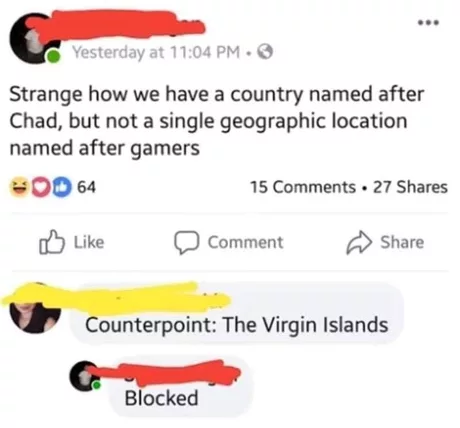 Yesterday at 11:04 PM •
Strange how we have a country named after
Chad, but not a single geographic location
named after gamers
64
15 Comments • 27 Shares
Like
Comment
Share
Counterpoint: The Virgin Islands
Blocked